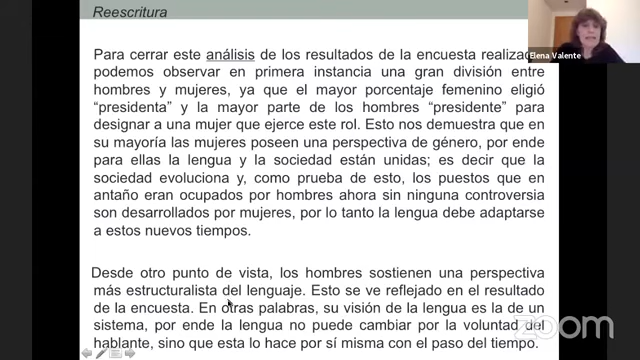 Reescritura
Elena Valente
Para cerrar este análisis de los resultados de la encuesta realizada
podemos observar en primera instancia una gran división entre
hombres y mujeres, ya que el mayor porcentaje femenino eligió
“presidenta” y la mayor parte de los hombres “presidente” para
designar a una mujer que ejerce este rol. Esto nos demuestra que en
su mayoría las mujeres poseen una perspectiva de género, por ende
para ellas la lengua y la sociedad están unidas; es decir que la
sociedad evoluciona y, como prueba de esto, los puestos que en
antaño eran ocupados por hombres ahora sin ninguna controversia
son desarrollados por mujeres, por lo tanto la lengua debe adaptarse
a estos nuevos tiempos.
Desde otro punto de vista, los hombres sostienen una perspectiva
más estructuralista del lenguaje. Esto se ve reflejado en el resultado
de la encuesta. En otras palabras, su visión de la lengua es la de un
sistema, por ende la lengua no puede cambiar por la voluntad del
hablante, sino que esta lo hace por sí misma con el paso del tiempo.
zoom